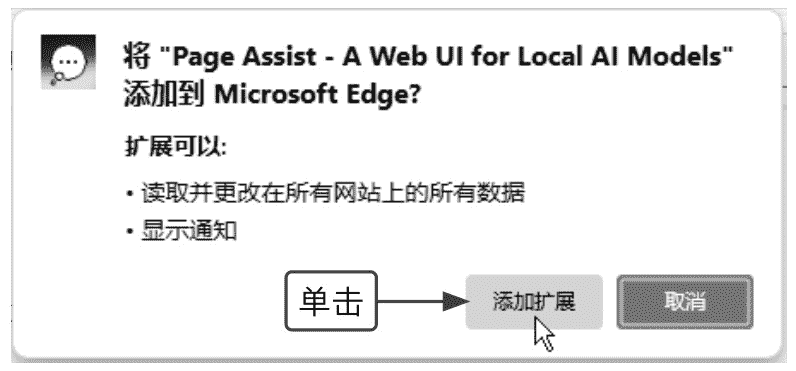 将 "Page Assist - A Web UI for Local AI Models"
添加到 Microsoft Edge?
扩展可以:
• 读取并更改在所有网站上的所有数据
• 显示通知
单击
添加扩展
取消